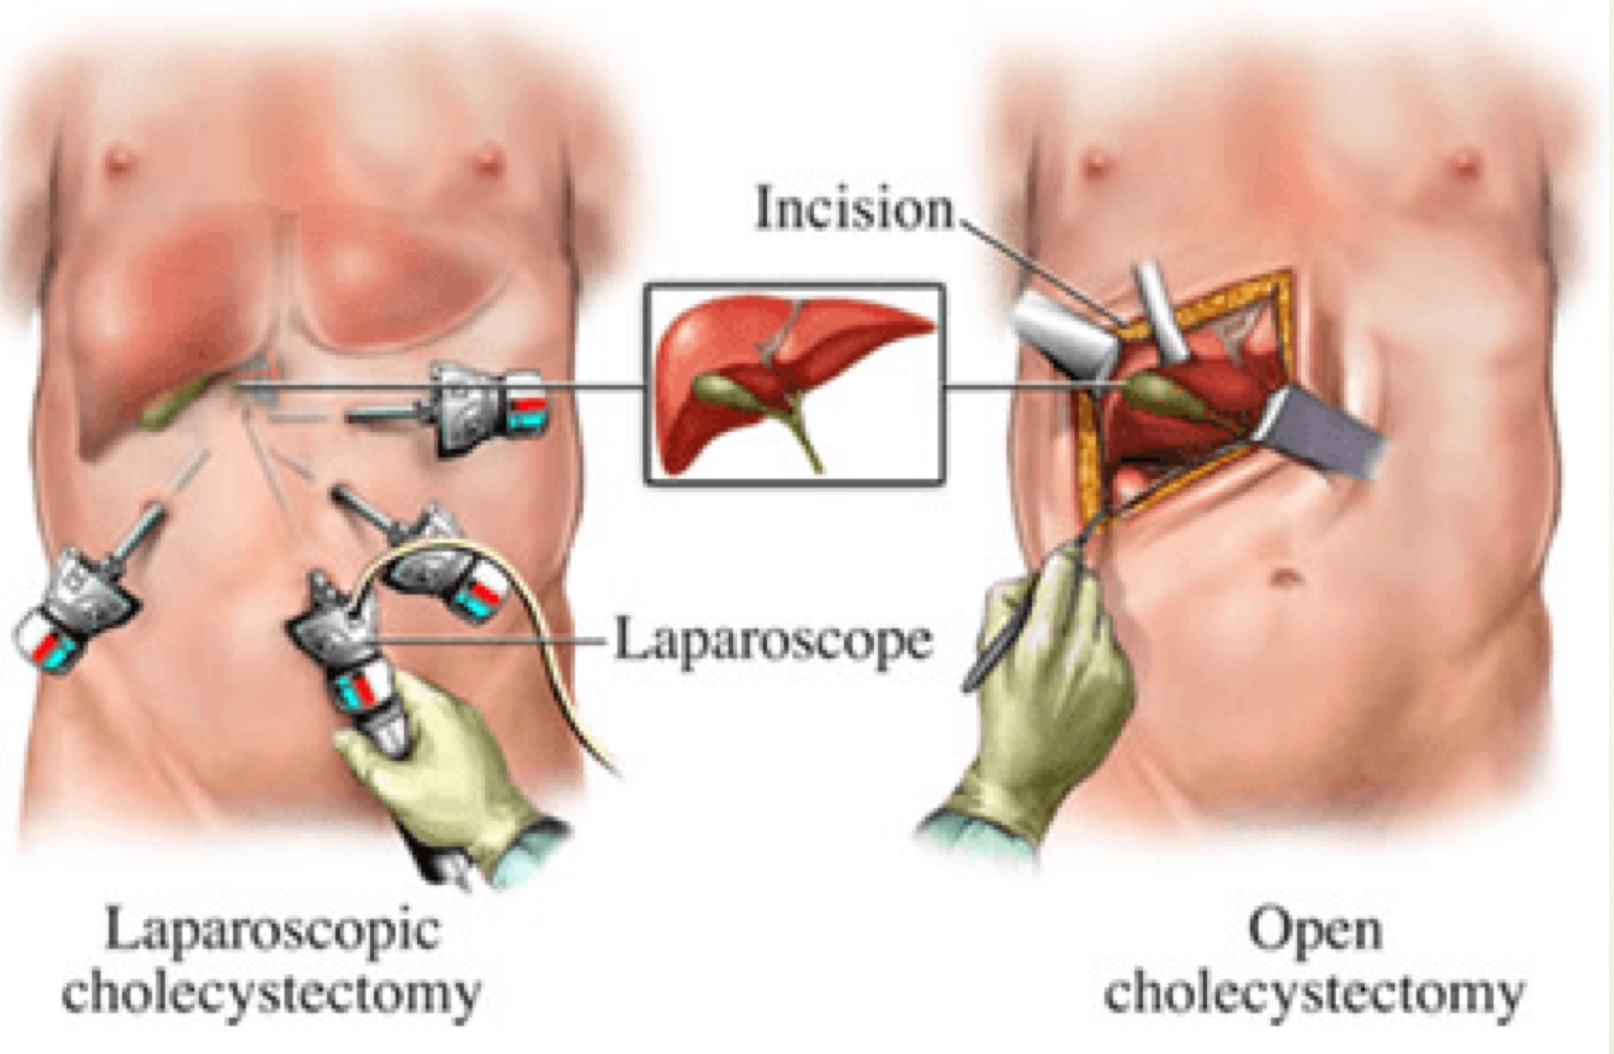 Incision
Laparoscope
Laparoscopic
cholecystectomy
Open
cholecystectomy